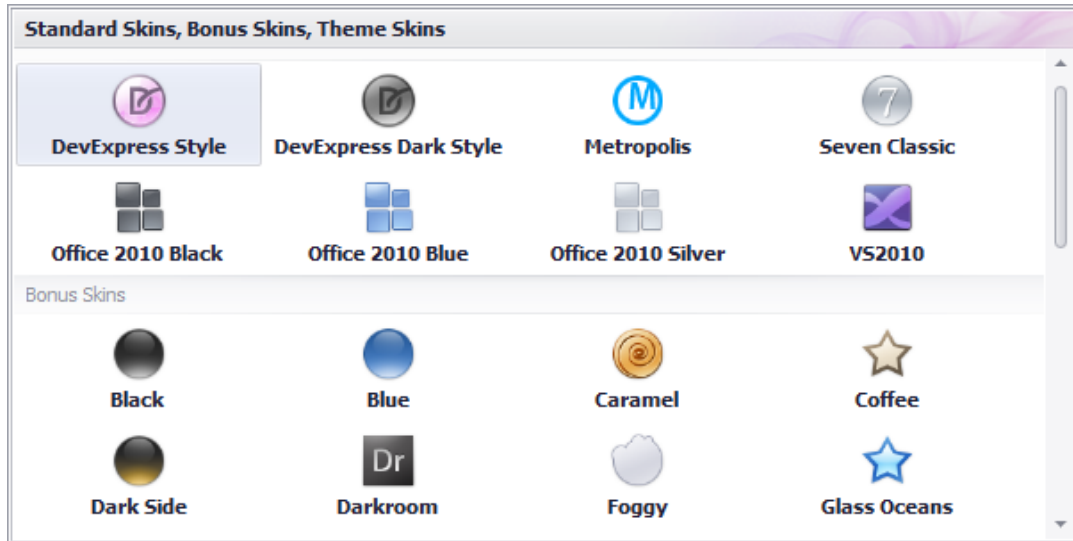 Standard Skins, Bonus Skins, Theme Skins
DevExpress Style DevExpress Dark Style Metropolis Seven Classic
Office 2010 Black Office 2010 Blue Office 2010 Silver VS2010
Bonus Skins
Black Blue Caramel Coffee
Dr
Dark Side Darkroom Foggy Glass Oceans